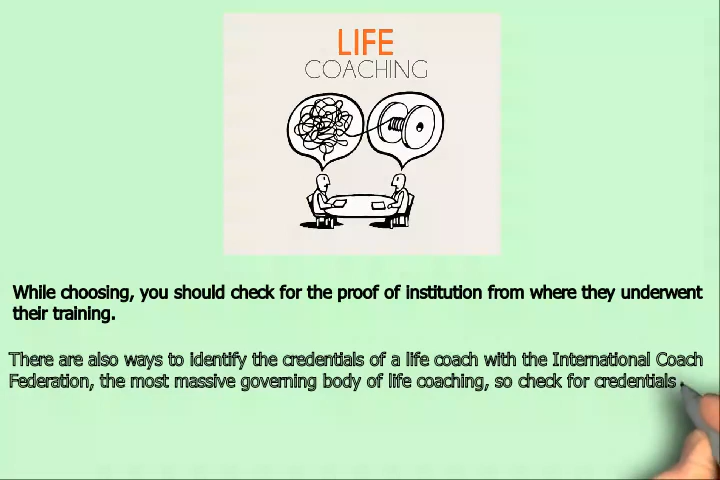 LIFE
COACHING
While choosing, you should check for the proof of institution from where they underwent
their training.
There are also ways to identify the credentials of a life coach with the International Coach
Federation, the most massive governing body of life coaching, so check for credentials .